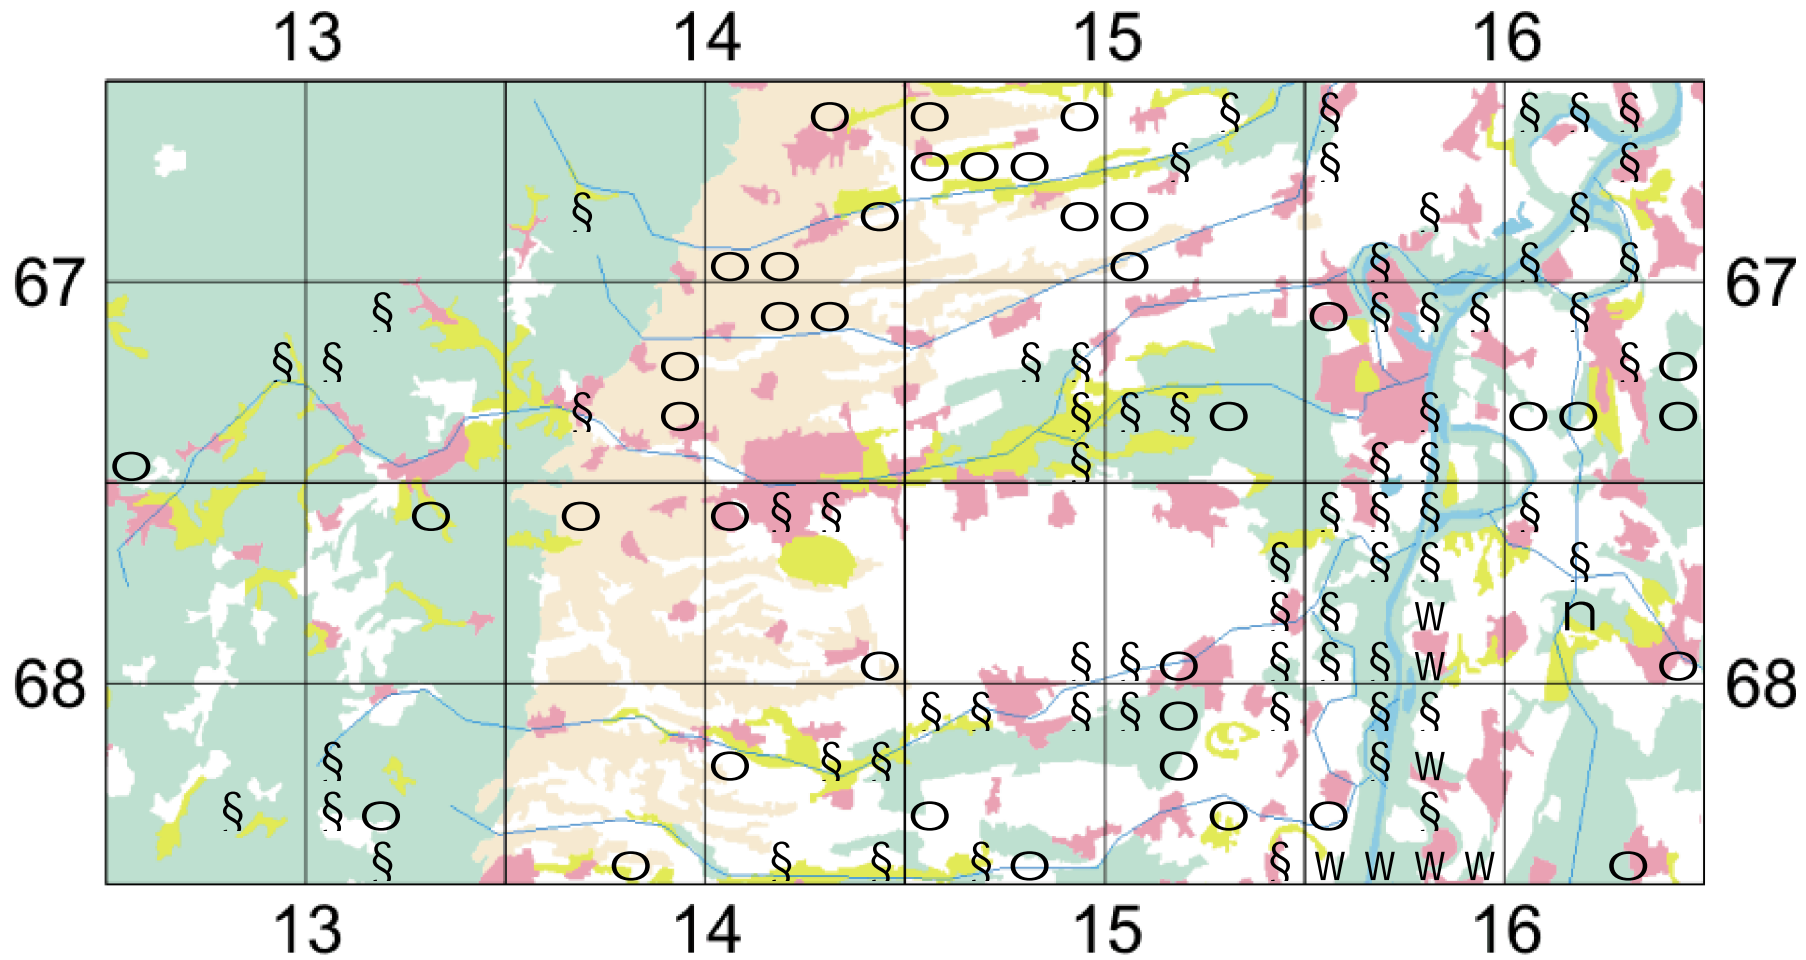 13 14 15 16
O O O § § § § §
O O O § § §
§ O O O § §
O O O § § §
67 67
§ O O O § § § §
§ § O § § § O
§ O § § § O § O O O
O § § §
O O O § § § § § §
§ § § §
§ § w n
O § § O § § § w O
68 68
§ § § § O § § §
§ O § § O § w
§ § O O O O §
§ O § § § O § w w w w O
13 14 15 16